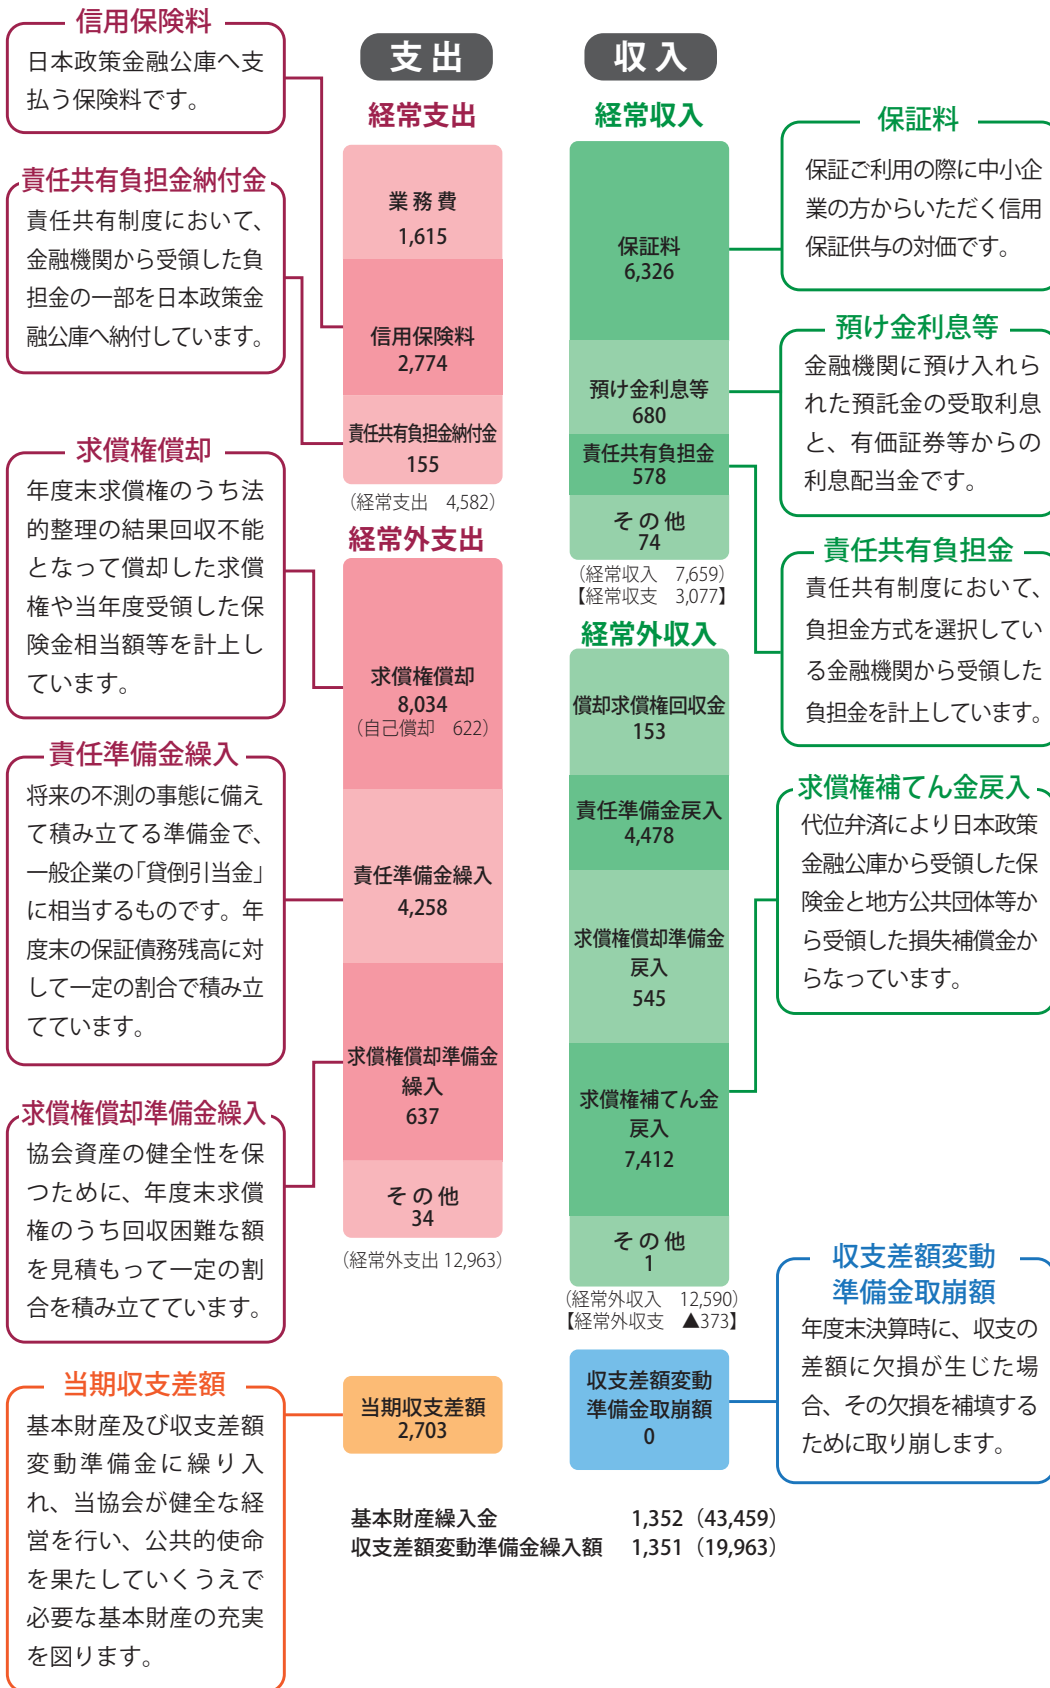 信用保険料
日本政策金融公庫へ支
払う保険料です。
責任共有負担金納付金
責任共有制度において、
金融機関から受領した負
担金の一部を日本政策金
融公庫へ納付しています。
求償権償却
年度末求償権のうち法
的整理の結果回収不能
となって償却した求償
権や当年度受領した保
険金相当額等を計上し
ています。
責任準備金繰入
将来の不測の事態に備え
て積み立てる準備金で、
一般企業の「貸倒引当金」
に相当するものです。年
度末の保証債務残高に対
して一定の割合で積み立
てています。
求償権償却準備金繰入
協会資産の健全性を保
つために、年度末求償
権のうち回収困難な額
を見積もって一定の割
合を積み立てています。
当期収支差額
基本財産及び収支差額
変動準備金に繰り入
れ、当協会が健全な経
営を行い、公共的使命
を果たしていくうえで
必要な基本財産の充実
を図ります。
支出
経常支出
業務費
1,615
信用保険料
2,774
責任共有負担金納付金
155
（経常支出　4,582）
経常外支出
求償権償却
8,034
（自己償却　622）
責任準備金繰入
4,258
求償権償却準備金
繰入
637
その他
34
（経常外支出 12,963）
当期収支差額
2,703
収入
経常収入
保証料
6,326
預け金利息等
680
責任共有負担金
578
その他
74
（経常収入　7,659）
【経常収支　3,077】
経常外収入
償却求償権回収金
153
責任準備金戻入
4,478
求償権償却準備金
戻入
545
求償権補てん金
戻入
7,412
その他
1
（経常外収入　12,590）
【経常外収支　▲373】
収支差額変動
準備金取崩額
0
基本財産繰入金　1,352（43,459）
収支差額変動準備金繰入額　1,351（19,963）
保証料
保証ご利用の際に中小企
業の方からいただく信用
保証供与の対価です。
預け金利息等
金融機関に預け入れら
れた預託金の受取利息
と、有価証券等からの
利息配当金です。
責任共有負担金
責任共有制度において、
負担金方式を選択してい
る金融機関から受領した
負担金を計上しています。
求償権補てん金戻入
代位弁済により日本政策
金融公庫から受領した保
険金と地方公共団体等か
ら受領した損失補償金か
らなっています。
収支差額変動
準備金取崩額
年度末決算時に、収支の
差額に欠損が生じた場
合、その欠損を補填する
ために取り崩します。